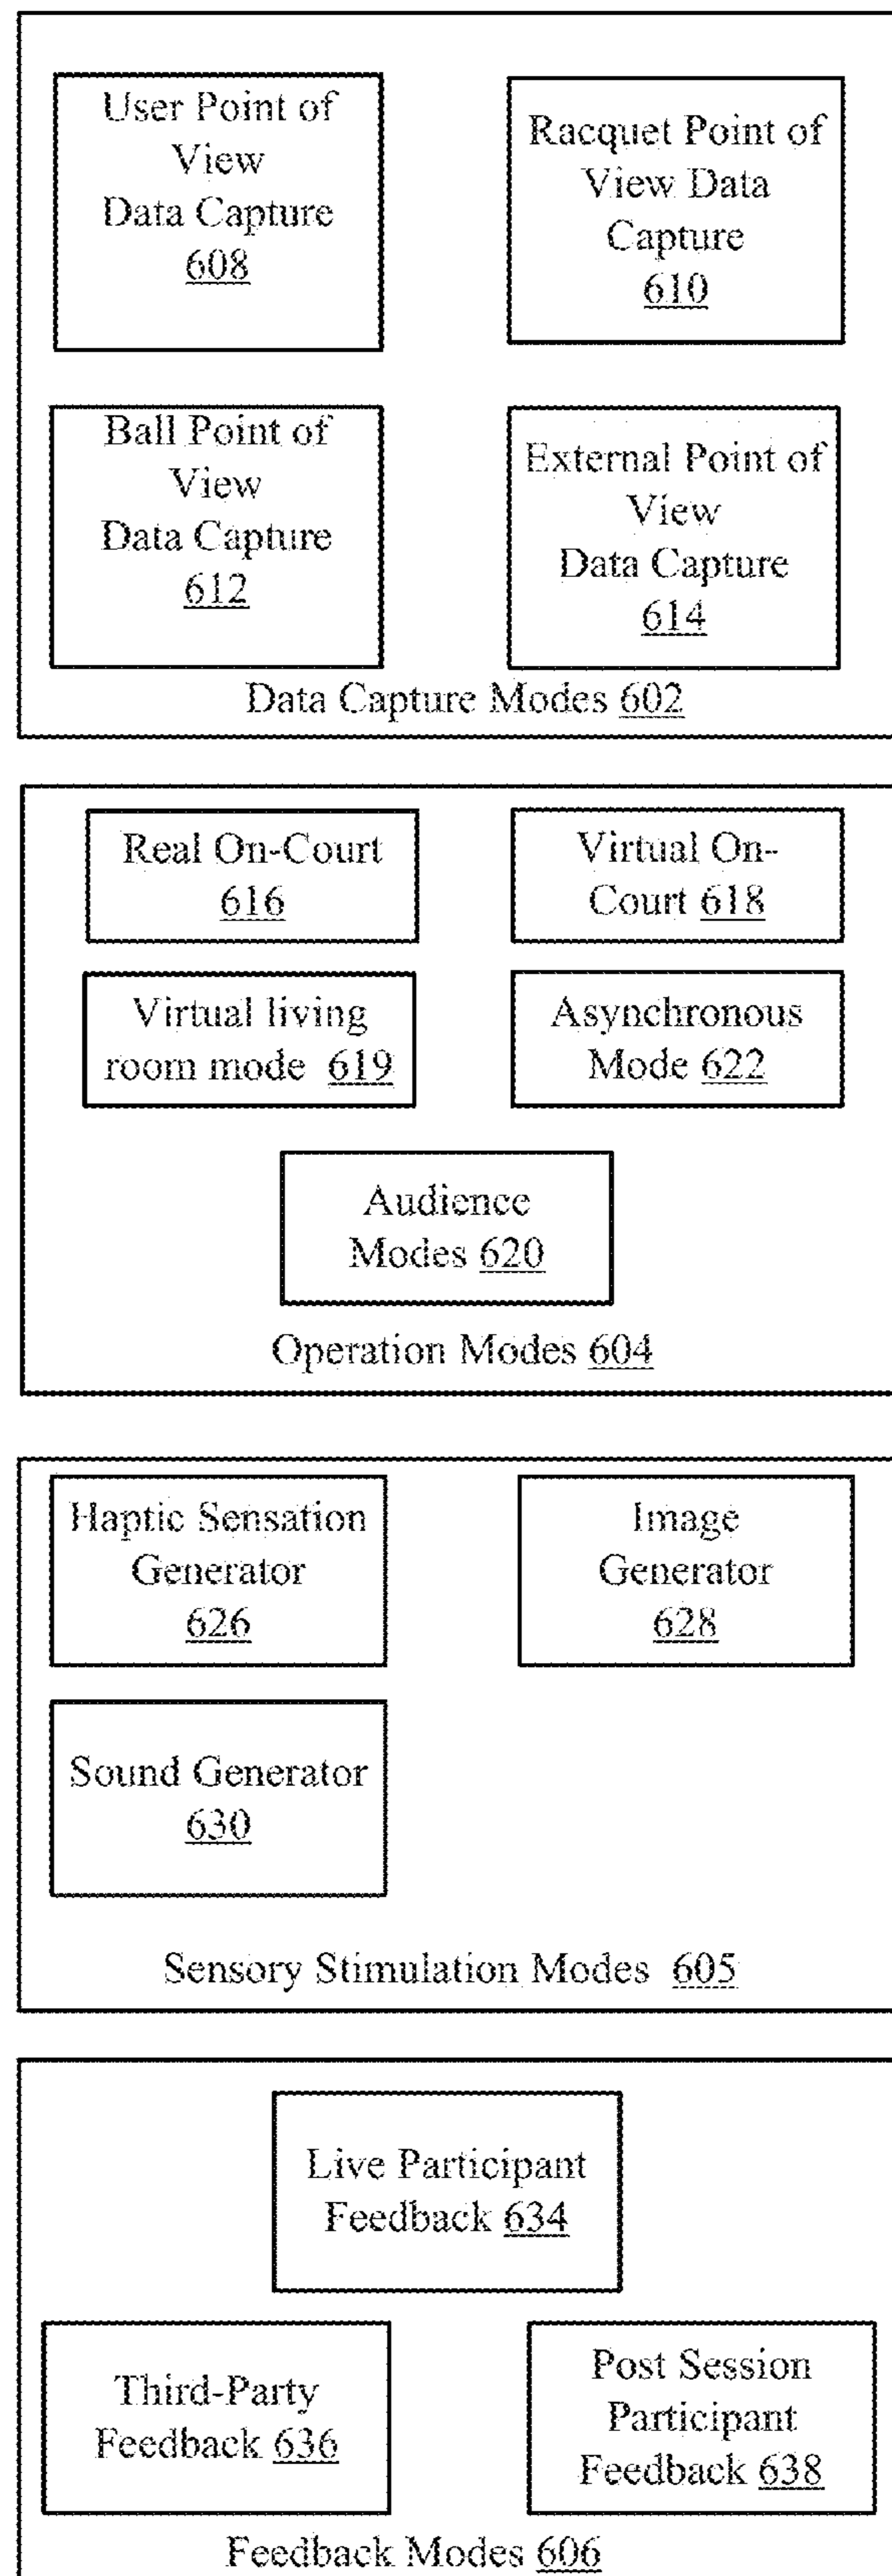 User Point of
View
Data Capture
608
Racquet Point of
View Data
Capture
610
Ball Point of
View
Data Capture
612
External Point of
View
Data Capture
614
Data Capture Modes 602
Real On-Court
616
Virtual On-
Court 618
Virtual living
room mode 619
Asynchronous
Mode 622
Audience
Modes 620
Operation Modes 604
Haptic Sensation
Generator
626
Image
Generator
628
Sound Generator
630
Sensory Stimulation Modes 605
Live Participant
Feedback 634
Third-Party
Feedback 636
Post Session
Participant
Feedback 638
Feedback Modes 606